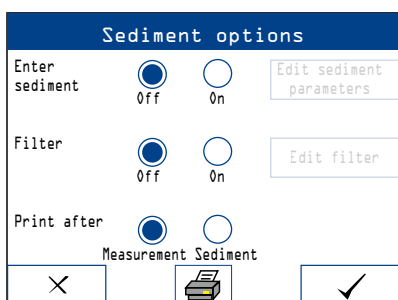 Sediment options
Enter
sediment
Off
On
Edit sediment
parameters
Filter
Off
On
Edit filter
Print after
Measurement
Sediment